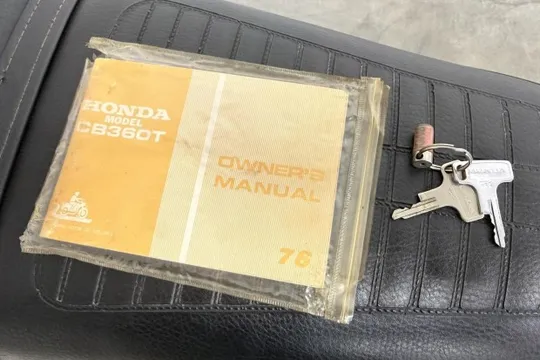 HONDA
MODEL
CB360T
OWNER'S
MANUAL
76